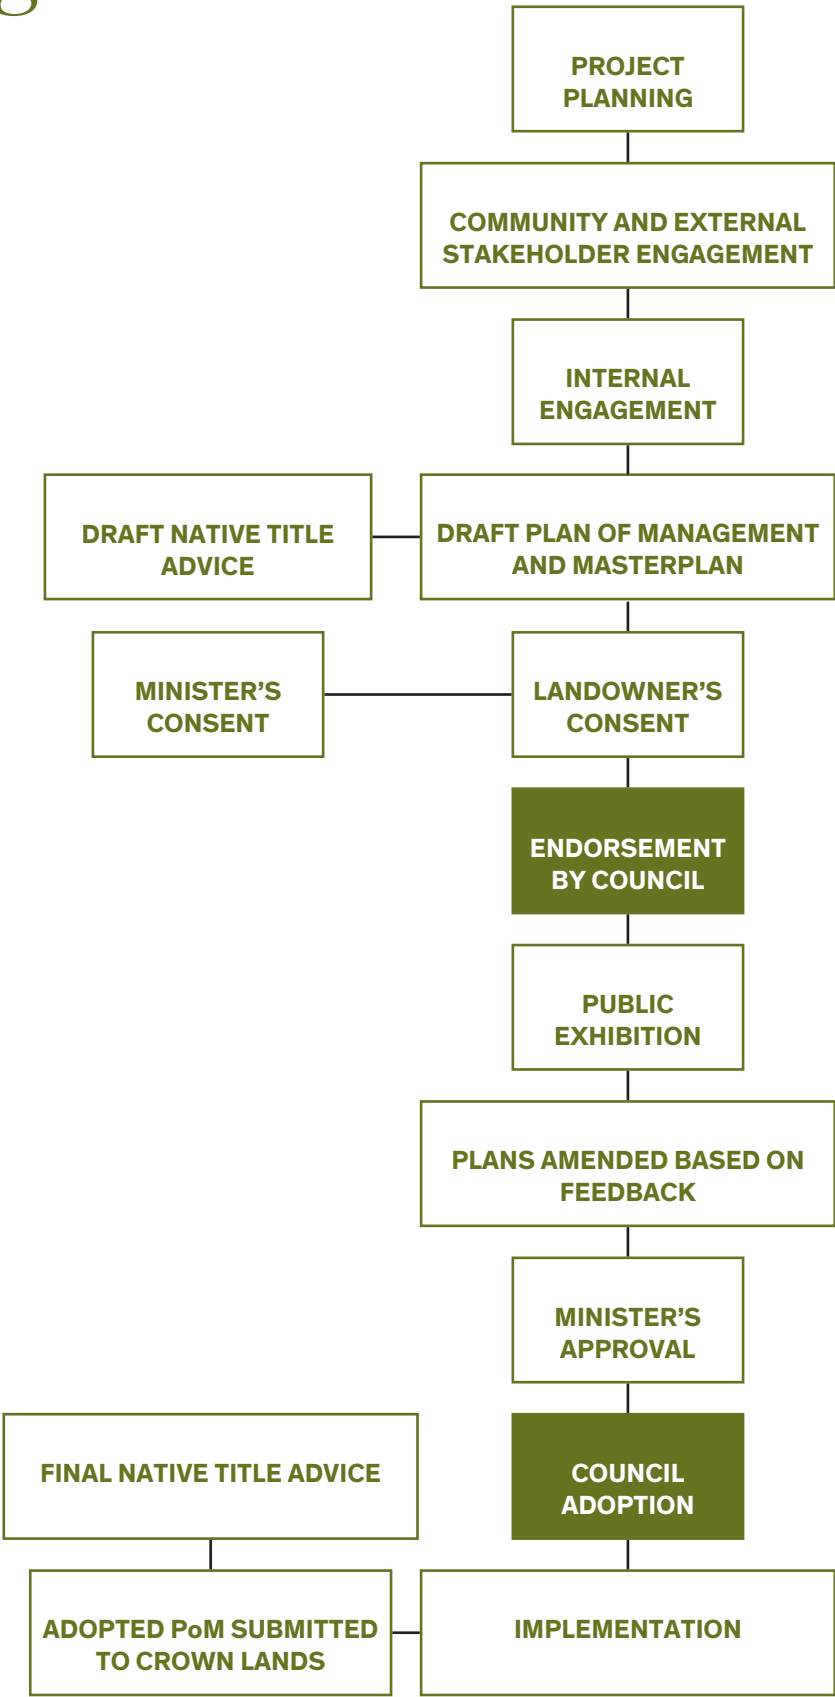 PROJECT
PLANNING
COMMUNITY AND EXTERNAL
STAKEHOLDER ENGAGEMENT
INTERNAL
ENGAGEMENT
DRAFT NATIVE TITLE
ADVICE
DRAFT PLAN OF MANAGEMENT
AND MASTERPLAN
MINISTER’S
CONSENT
LANDOWNER’S
CONSENT
ENDORSEMENT
BY COUNCIL
PUBLIC
EXHIBITION
PLANS AMENDED BASED ON
FEEDBACK
MINISTER’S
APPROVAL
FINAL NATIVE TITLE ADVICE
COUNCIL
ADOPTION
ADOPTED PoM SUBMITTED
TO CROWN LANDS
IMPLEMENTATION